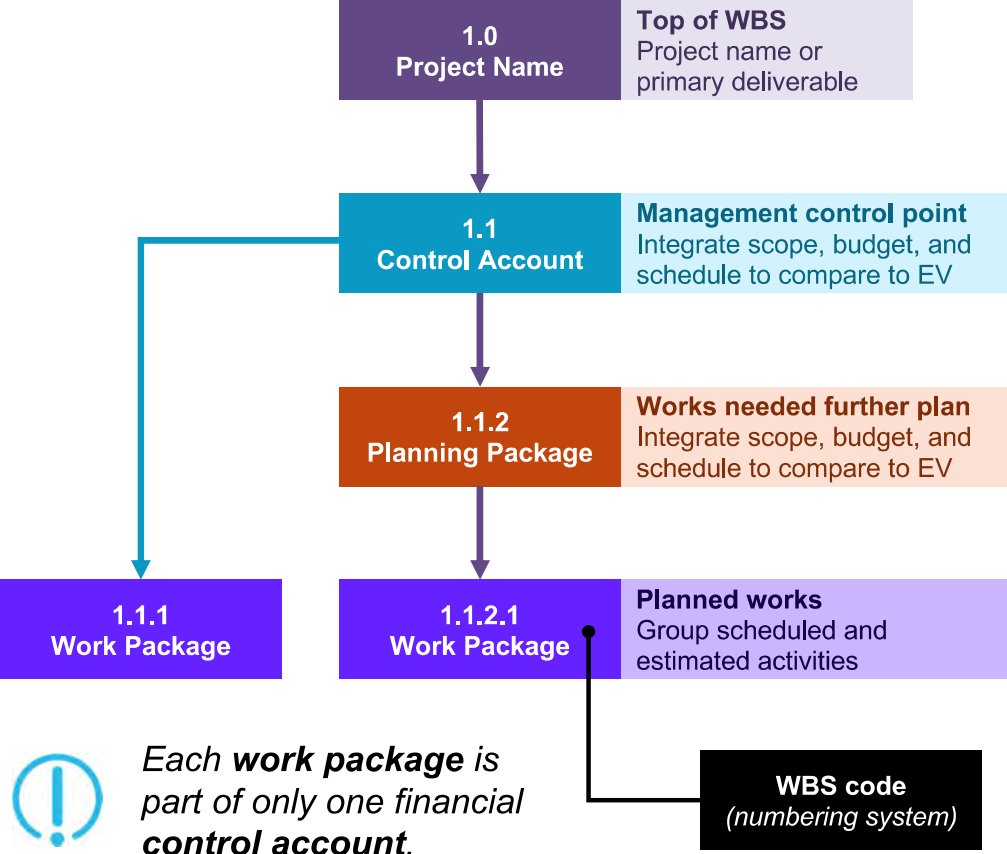 1.0
Project Name
Top of WBS
Project name or
primary deliverable
1.1
Control Account
Management control point
Integrate scope, budget, and
schedule to compare to EV
1.1.2
Planning Package
Works needed further plan
Integrate scope, budget, and
schedule to compare to EV
1.1.1
Work Package
1.1.2.1
Work Package
Planned works
Group scheduled and
estimated activities
Each work package is
part of only one financial
control account.
WBS code
(numbering system)